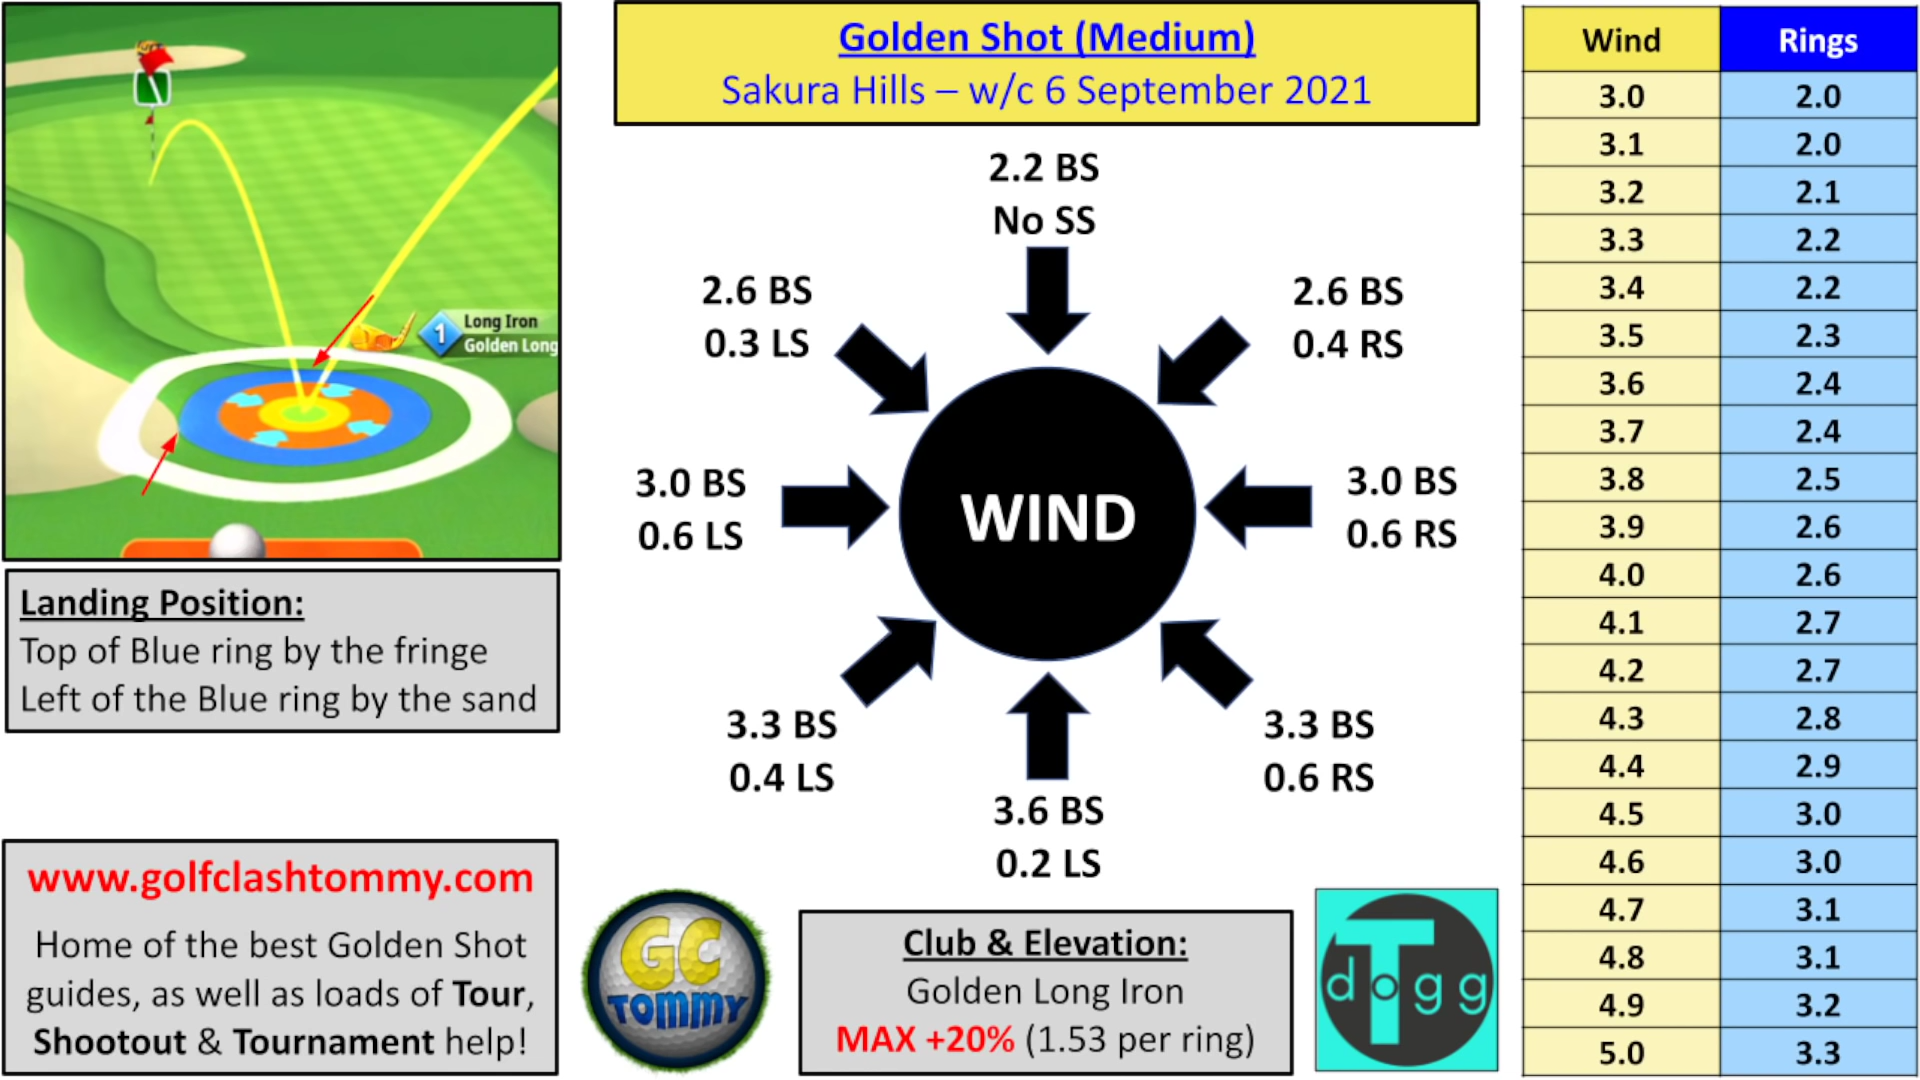 1
Long Iron
Golden Long
Landing Position:
Top of Blue ring by the fringe
Left of the Blue ring by the sand
www.golfclashtommy.com
Home of the best Golden Shot
guides, as well as loads of Tour,
Shootout & Tournament help!
Golden Shot (Medium)
Sakura Hills – w/c 6 September 2021
2.2 BS
No SS
2.6 BS
0.3 LS
2.6 BS
0.4 RS
3.0 BS
0.6 LS
WIND
3.0 BS
0.6 RS
3.3 BS
0.4 LS
3.3 BS
0.6 RS
3.6 BS
0.2 LS
GC
TOMMY
Club & Elevation:
Golden Long Iron
MAX +20% (1.53 per ring)
T
dogg
Wind Rings
3.0 2.0
3.1 2.0
3.2 2.1
3.3 2.2
3.4 2.2
3.5 2.3
3.6 2.4
3.7 2.4
3.8 2.5
3.9 2.6
4.0 2.6
4.1 2.7
4.2 2.7
4.3 2.8
4.4 2.9
4.5 3.0
4.6 3.0
4.7 3.1
4.8 3.1
4.9 3.2
5.0 3.3